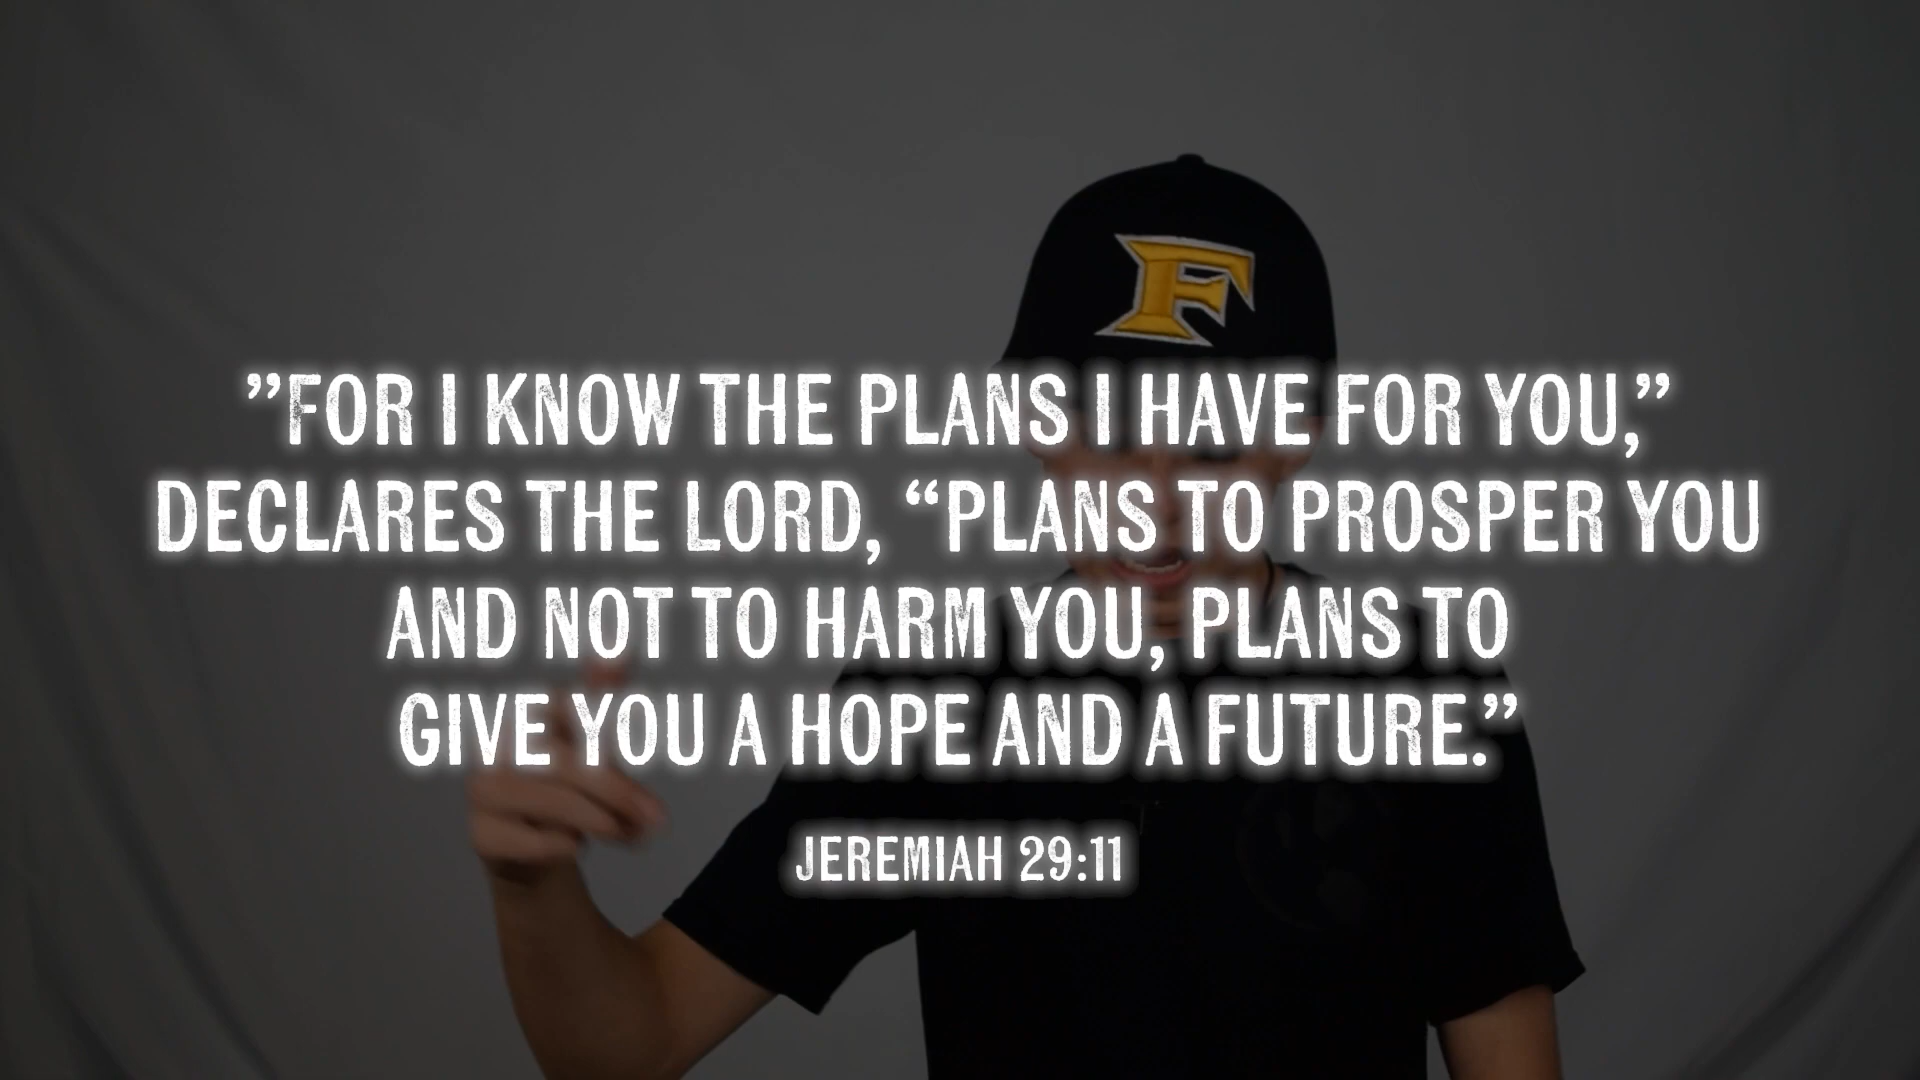 F
”FOR I KNOW THE PLANS I HAVE FOR YOU,”
DECLARES THE LORD, “PLANS TO PROSPER YOU
AND NOT TO HARM YOU, PLANS TO
GIVE YOU A HOPE AND A FUTURE.”
JEREMIAH 29:11